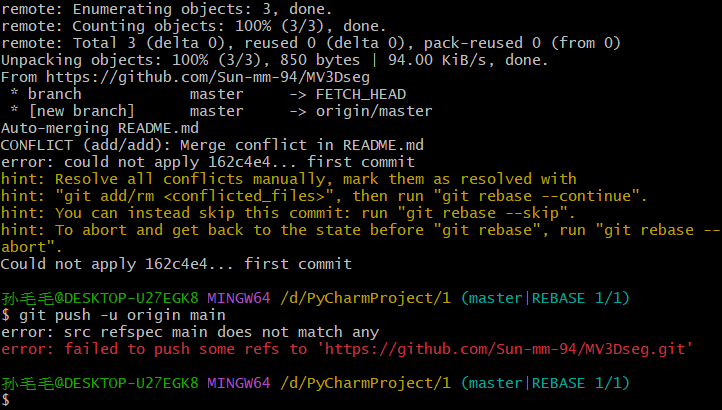 remote: Enumerating objects: 3, done.
remote: Counting objects: 100% (3/3), done.
remote: Total 3 (delta 0), reused 0 (delta 0), pack-reused 0 (from 0)
Unpacking objects: 100% (3/3), 850 bytes | 94.00 KiB/s, done.
From https://github.com/Sun-mm-94/MV3Dseg
 * branch            master     -> FETCH_HEAD
 * [new branch]      master     -> origin/master
Auto-merging README.md
CONFLICT (add/add): Merge conflict in README.md
error: could not apply 162c4e4... first commit
hint: Resolve all conflicts manually, mark them as resolved with
hint: "git add/rm <conflicted_files>", then run "git rebase --continue".
hint: You can instead skip this commit: run "git rebase --skip".
hint: To abort and get back to the state before "git rebase", run "git rebase --
abort".
Could not apply 162c4e4... first commit
孙毛毛@DESKTOP-U27EGK8 MINGW64 /d/PyCharmProject/1 (master|REBASE 1/1)
$ git push -u origin main
error: src refspec main does not match any
error: failed to push some refs to 'https://github.com/Sun-mm-94/MV3Dseg.git'
孙毛毛@DESKTOP-U27EGK8 MINGW64 /d/PyCharmProject/1 (master|REBASE 1/1)
$